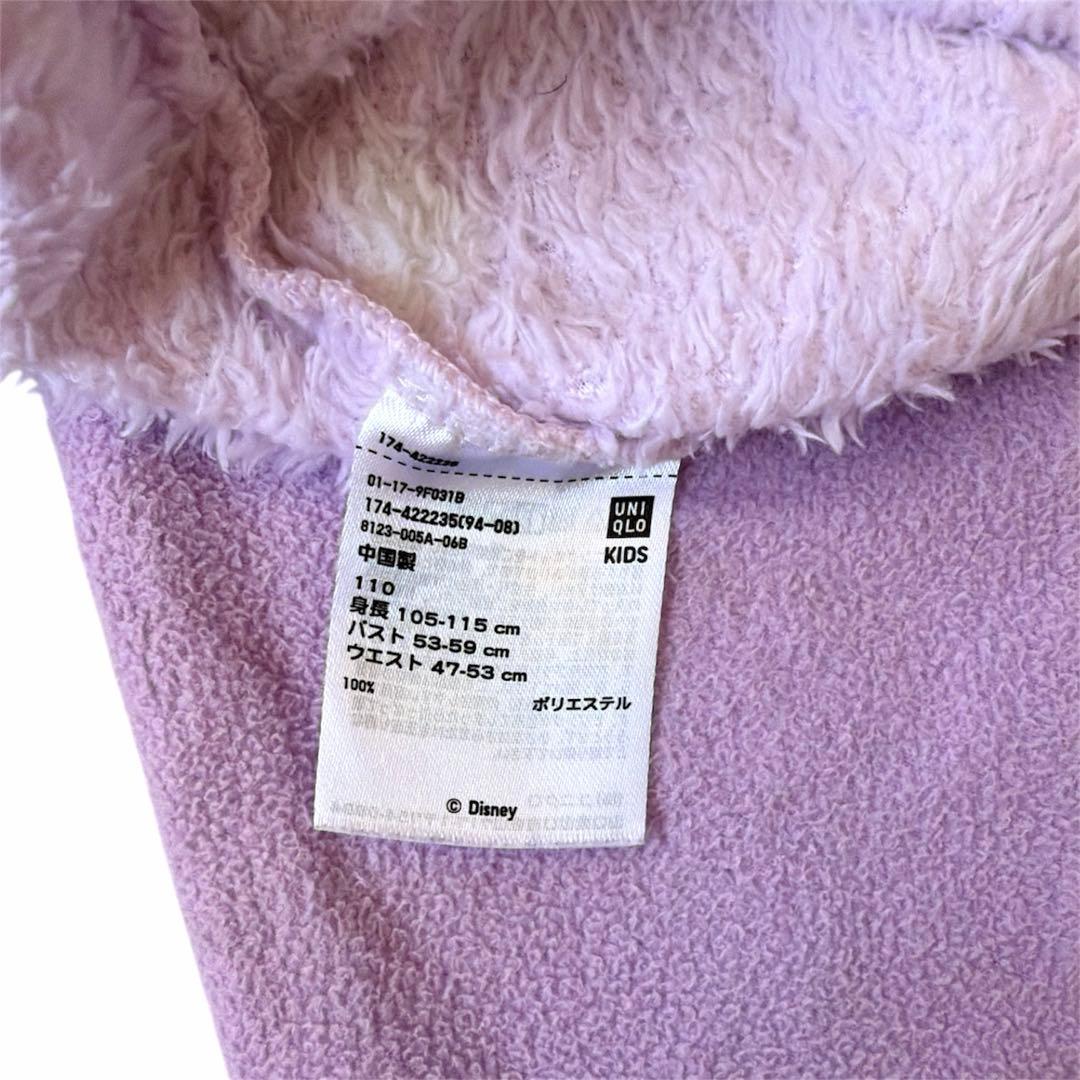 174-422235
01-17-9F031B
174-422235(94-08)
8123-005A-06B
中国製
UNI
QLO
KIDS
110
身長 105-115 cm
バスト 53-59 cm
ウエスト 47-53 cm
100%
ポリエステル
© Disney